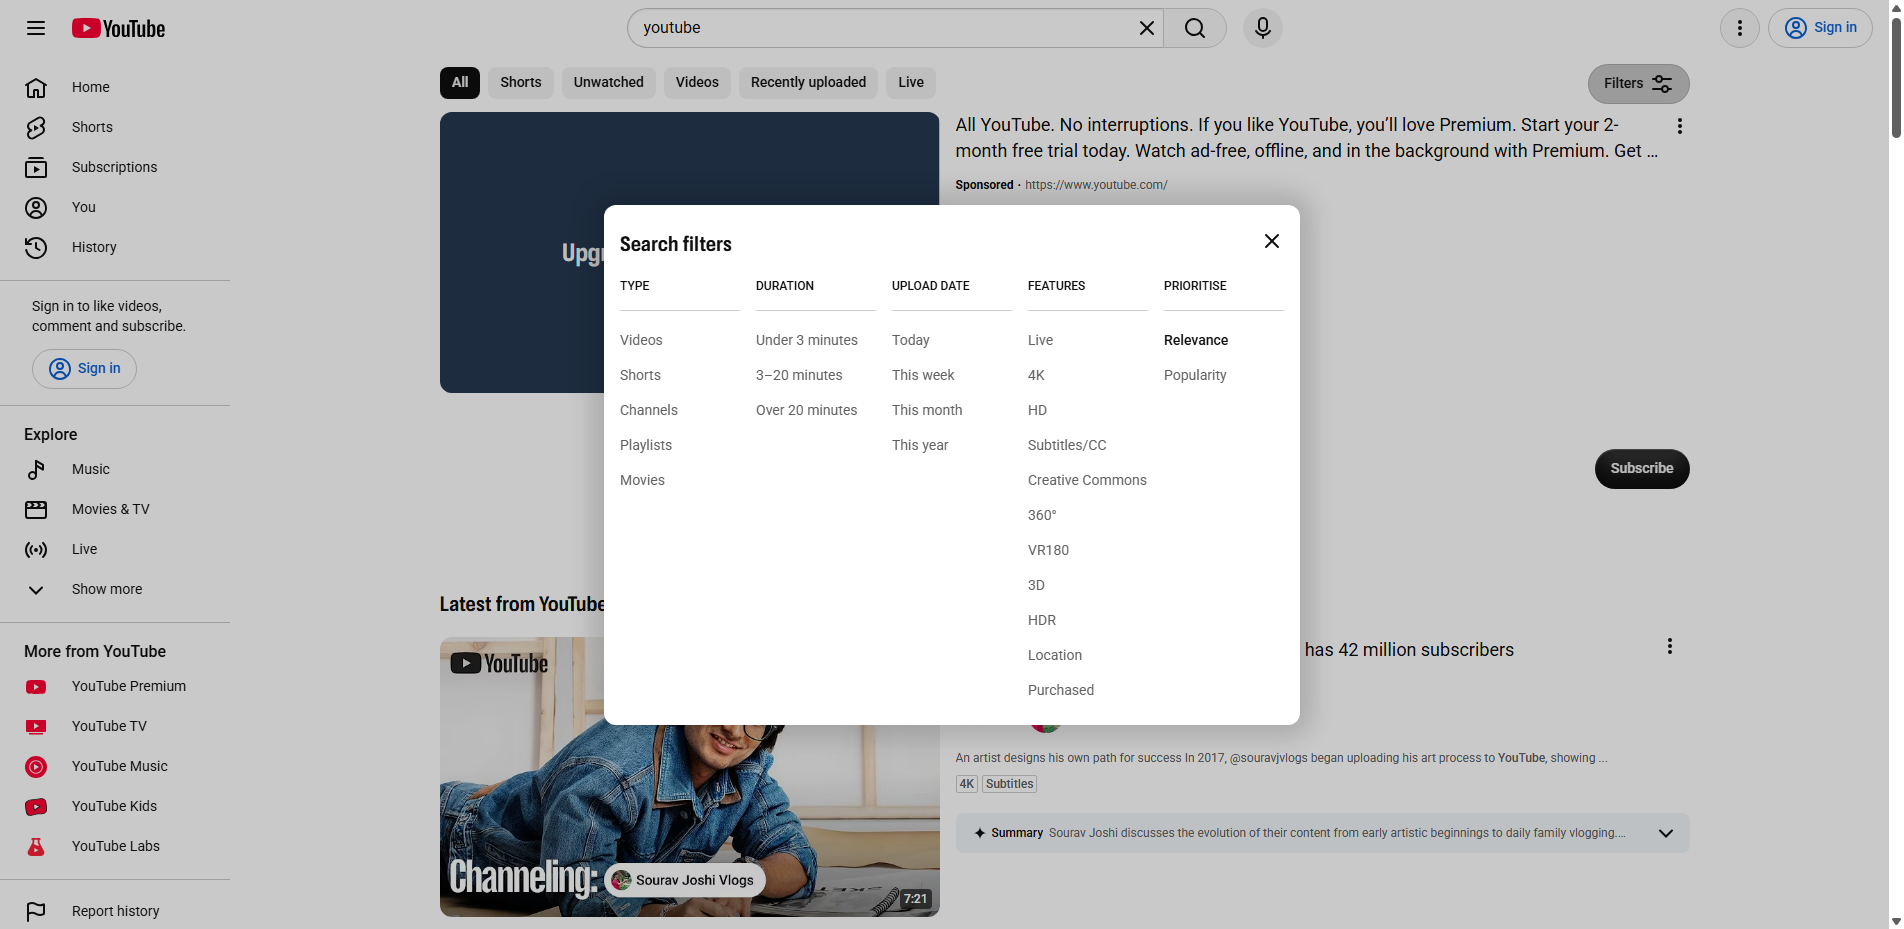 YouTube
youtube
Sign in
Home
Shorts
Subscriptions
You
History
Sign in to like videos,
comment and subscribe.
Sign in
Explore
Music
Movies & TV
Live
Show more
More from YouTube
YouTube Premium
YouTube TV
YouTube Music
YouTube Kids
YouTube Labs
Report history
All
Shorts
Unwatched
Videos
Recently uploaded
Live
Filters
All YouTube. No interruptions. If you like YouTube, you'll love Premium. Start your 2-
month free trial today. Watch ad-free, offline, and in the background with Premium. Get ...
Sponsored · https://www.youtube.com/
Search filters
TYPE
Videos
Shorts
Channels
Playlists
Movies
DURATION
Under 3 minutes
3–20 minutes
Over 20 minutes
UPLOAD DATE
Today
This week
This month
This year
FEATURES
Live
4K
HD
Subtitles/CC
Creative Commons
360°
VR180
3D
HDR
Location
Purchased
PRIORITISE
Relevance
Popularity
Subscribe
Latest from YouTube
YouTube
Channeling:
Sourav Joshi Vlogs
7:21
has 42 million subscribers
An artist designs his own path for success In 2017, @souravjvlogs began uploading his art process to YouTube, showing ...
4K
Subtitles
Summary Sourav Joshi discusses the evolution of their content from early artistic beginnings to daily family vlogging....